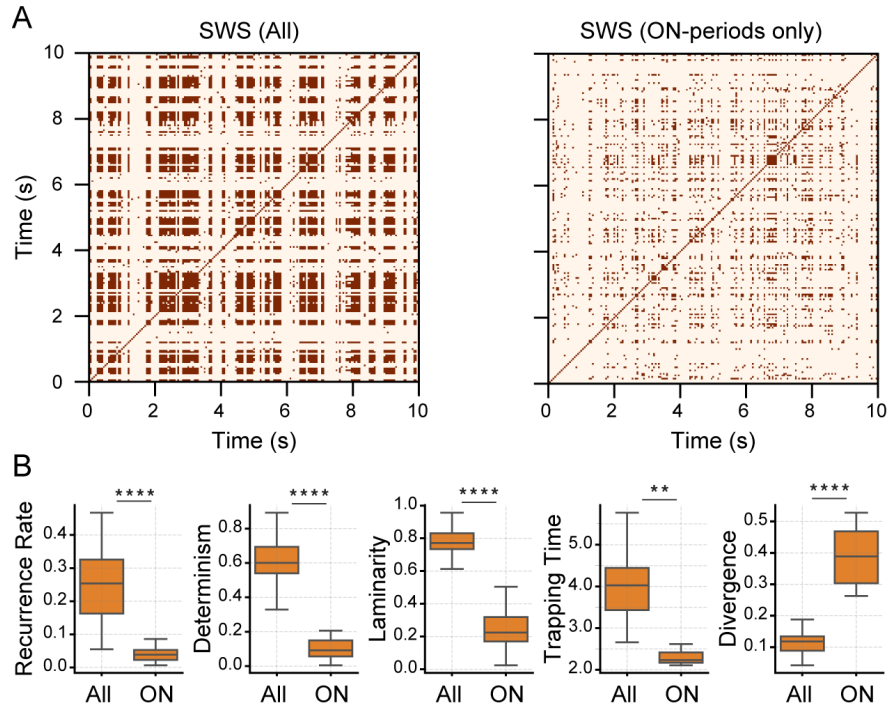 A
SWS (All)
SWS (ON-periods only)
10
8
6
4
2
0
Time (s)
0 2 4 6 8 10
Time (s)
0 2 4 6 8 10
Time (s)
B
****
****
****
**
****
Recurrence Rate
0.4
0.3
0.2
0.1
0.0
All ON
Determinism
0.8
0.6
0.4
0.2
0.0
All ON
Laminarity
1.0
0.8
0.6
0.4
0.2
0.0
All ON
Trapping Time
5.0
4.0
3.0
2.0
All ON
Divergence
0.5
0.4
0.3
0.2
0.1
All ON